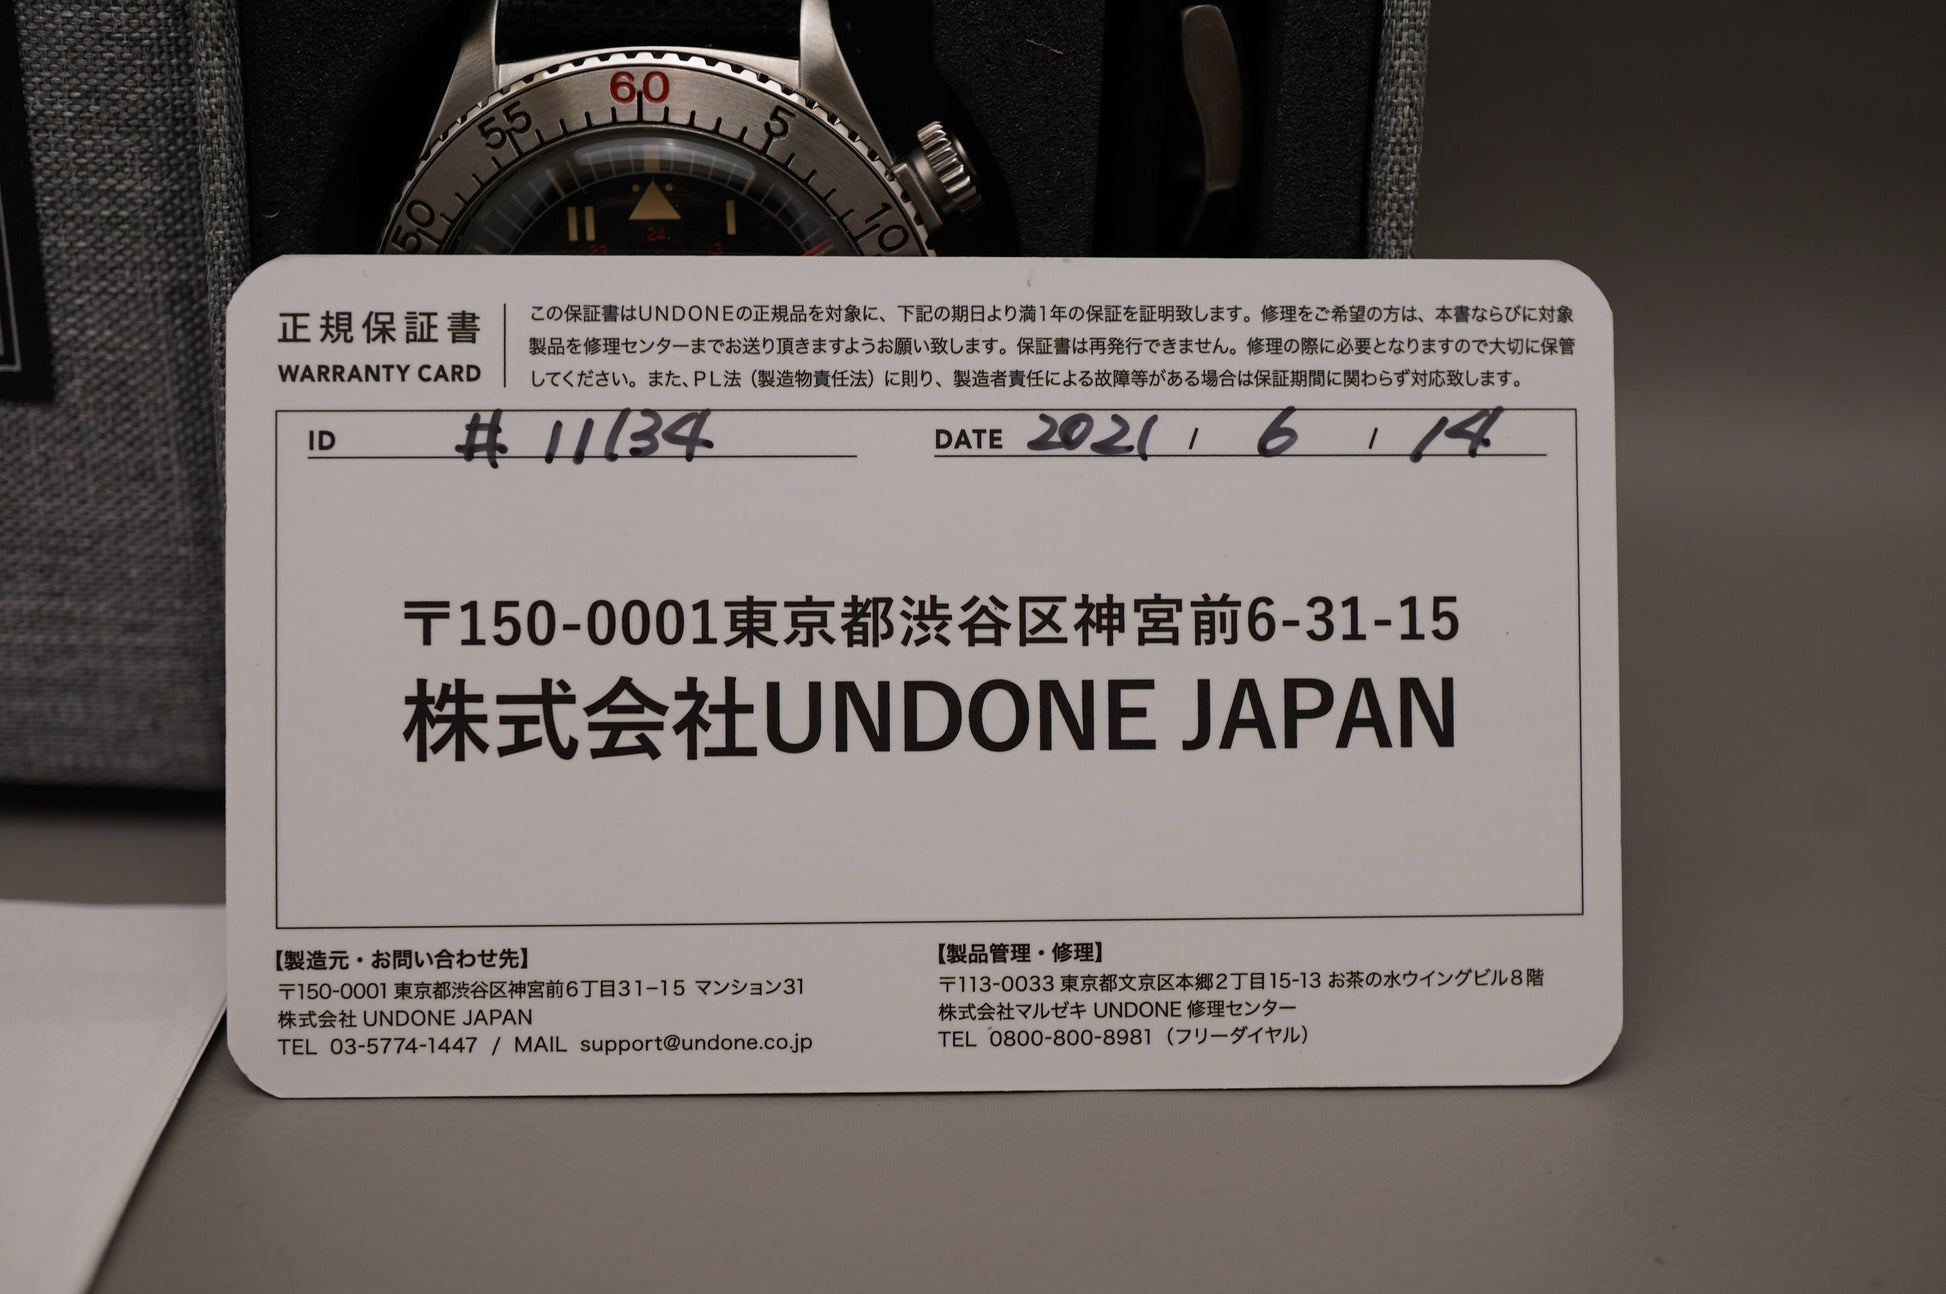 60
55
5
50
10
24
23
13
正規保証書
WARRANTY CARD
この保証書はUNDONEの正規品を対象に、下記の期日より満1年の保証を証明致します。修理をご希望の方は、本書ならびに対象
製品を修理センターまでお送り頂きますようお願い致します。保証書は再発行できません。修理の際に必要となりますので大切に保管
してください。また、PL法（製造物責任法）に則り、製造者責任による故障等がある場合は保証期間に関わらず対応致します。
ID #11134 DATE 2021 / 6 / 14
〒150-0001東京都渋谷区神宮前6-31-15
株式会社UNDONE JAPAN
【製造元・お問い合わせ先】
〒150-0001 東京都渋谷区神宮前6丁目31−15 マンション31
株式会社 UNDONE JAPAN
TEL 03-5774-1447 / MAIL support@undone.co.jp
【製品管理・修理】
〒113-0033 東京都文京区本郷2丁目15-13 お茶の水ウイングビル8階
株式会社マルゼキ UNDONE 修理センター
TEL 0800-800-8981（フリーダイヤル）